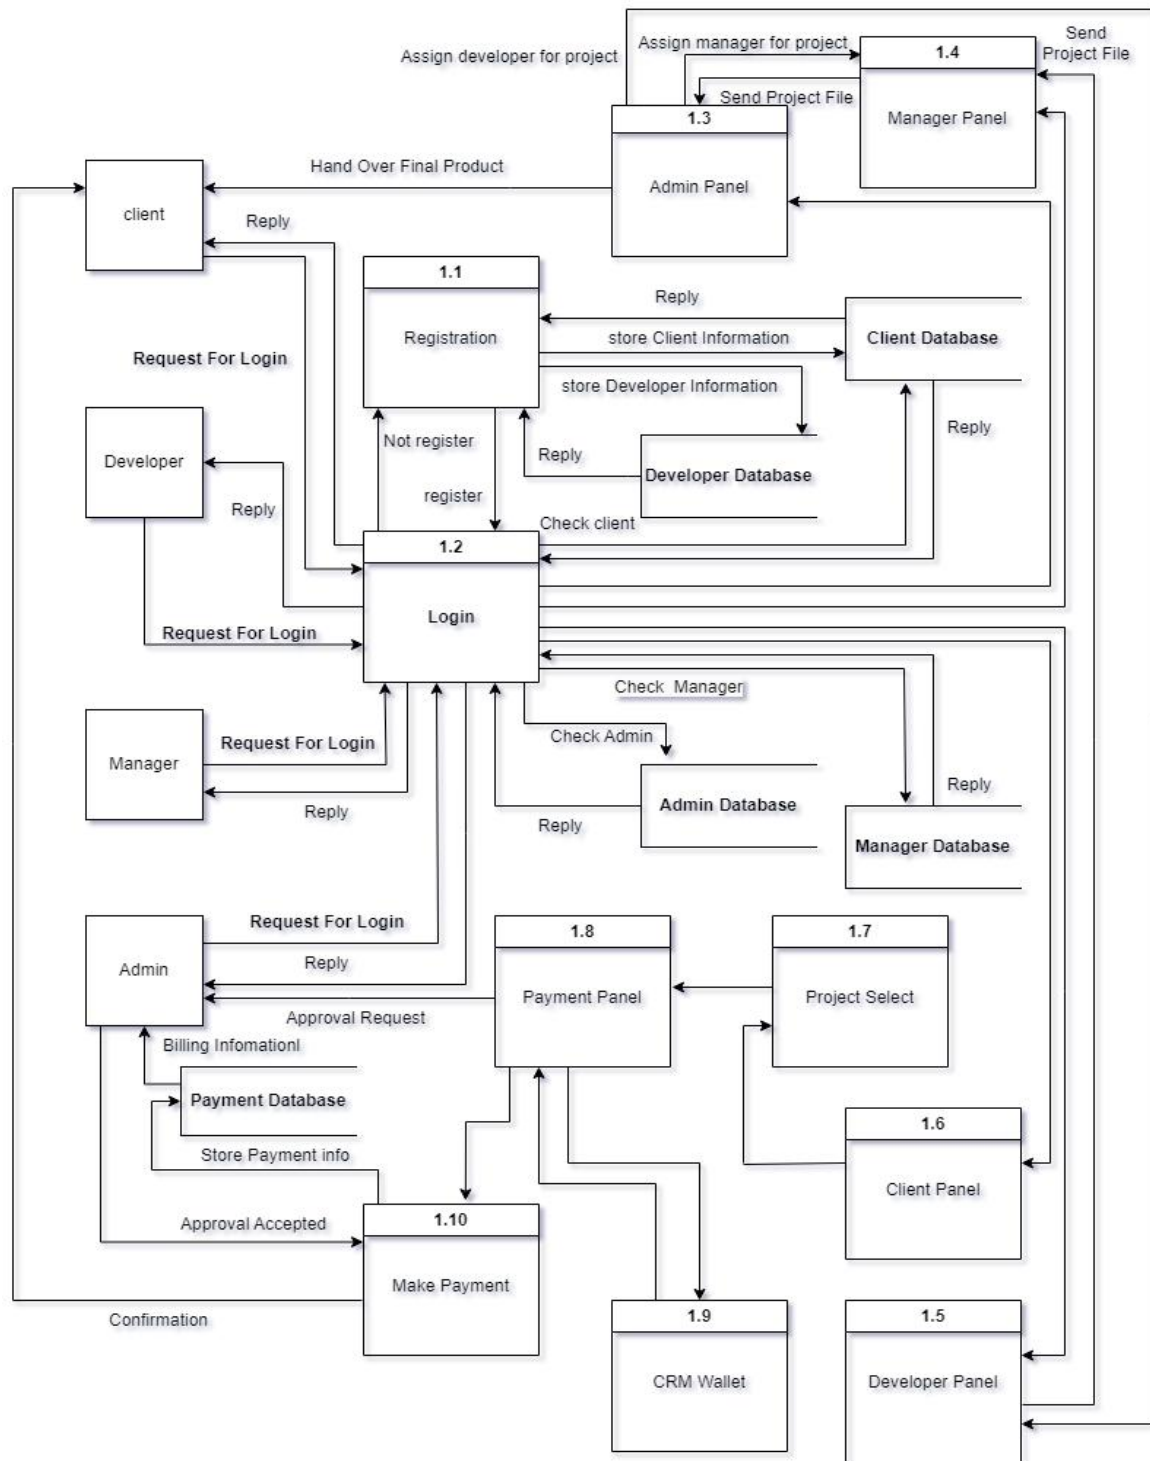 Send
Project File
Assign manager for project
Assign developer for project
1.4
Send Project File
Manager Panel
1.3
Hand Over Final Product
Admin Panel
client
Reply
1.1
Reply
Registration
store Client Information
Client Database
Request For Login
store Developer Information
Reply
Not register
Developer
Reply
Developer Database
register
Reply
Check client
1.2
Login
Request For Login
Check Manager
Check Admin
Request For Login
Manager
Reply
Admin Database
Reply
Reply
Manager Database
Request For Login
1.8
1.7
Reply
Admin
Payment Panel
Project Select
Approval Request
Billing Infomationl
Payment Database
1.6
Store Payment info
Client Panel
1.10
Approval Accepted
Make Payment
Confirmation
1.9
1.5
CRM Wallet
Developer Panel